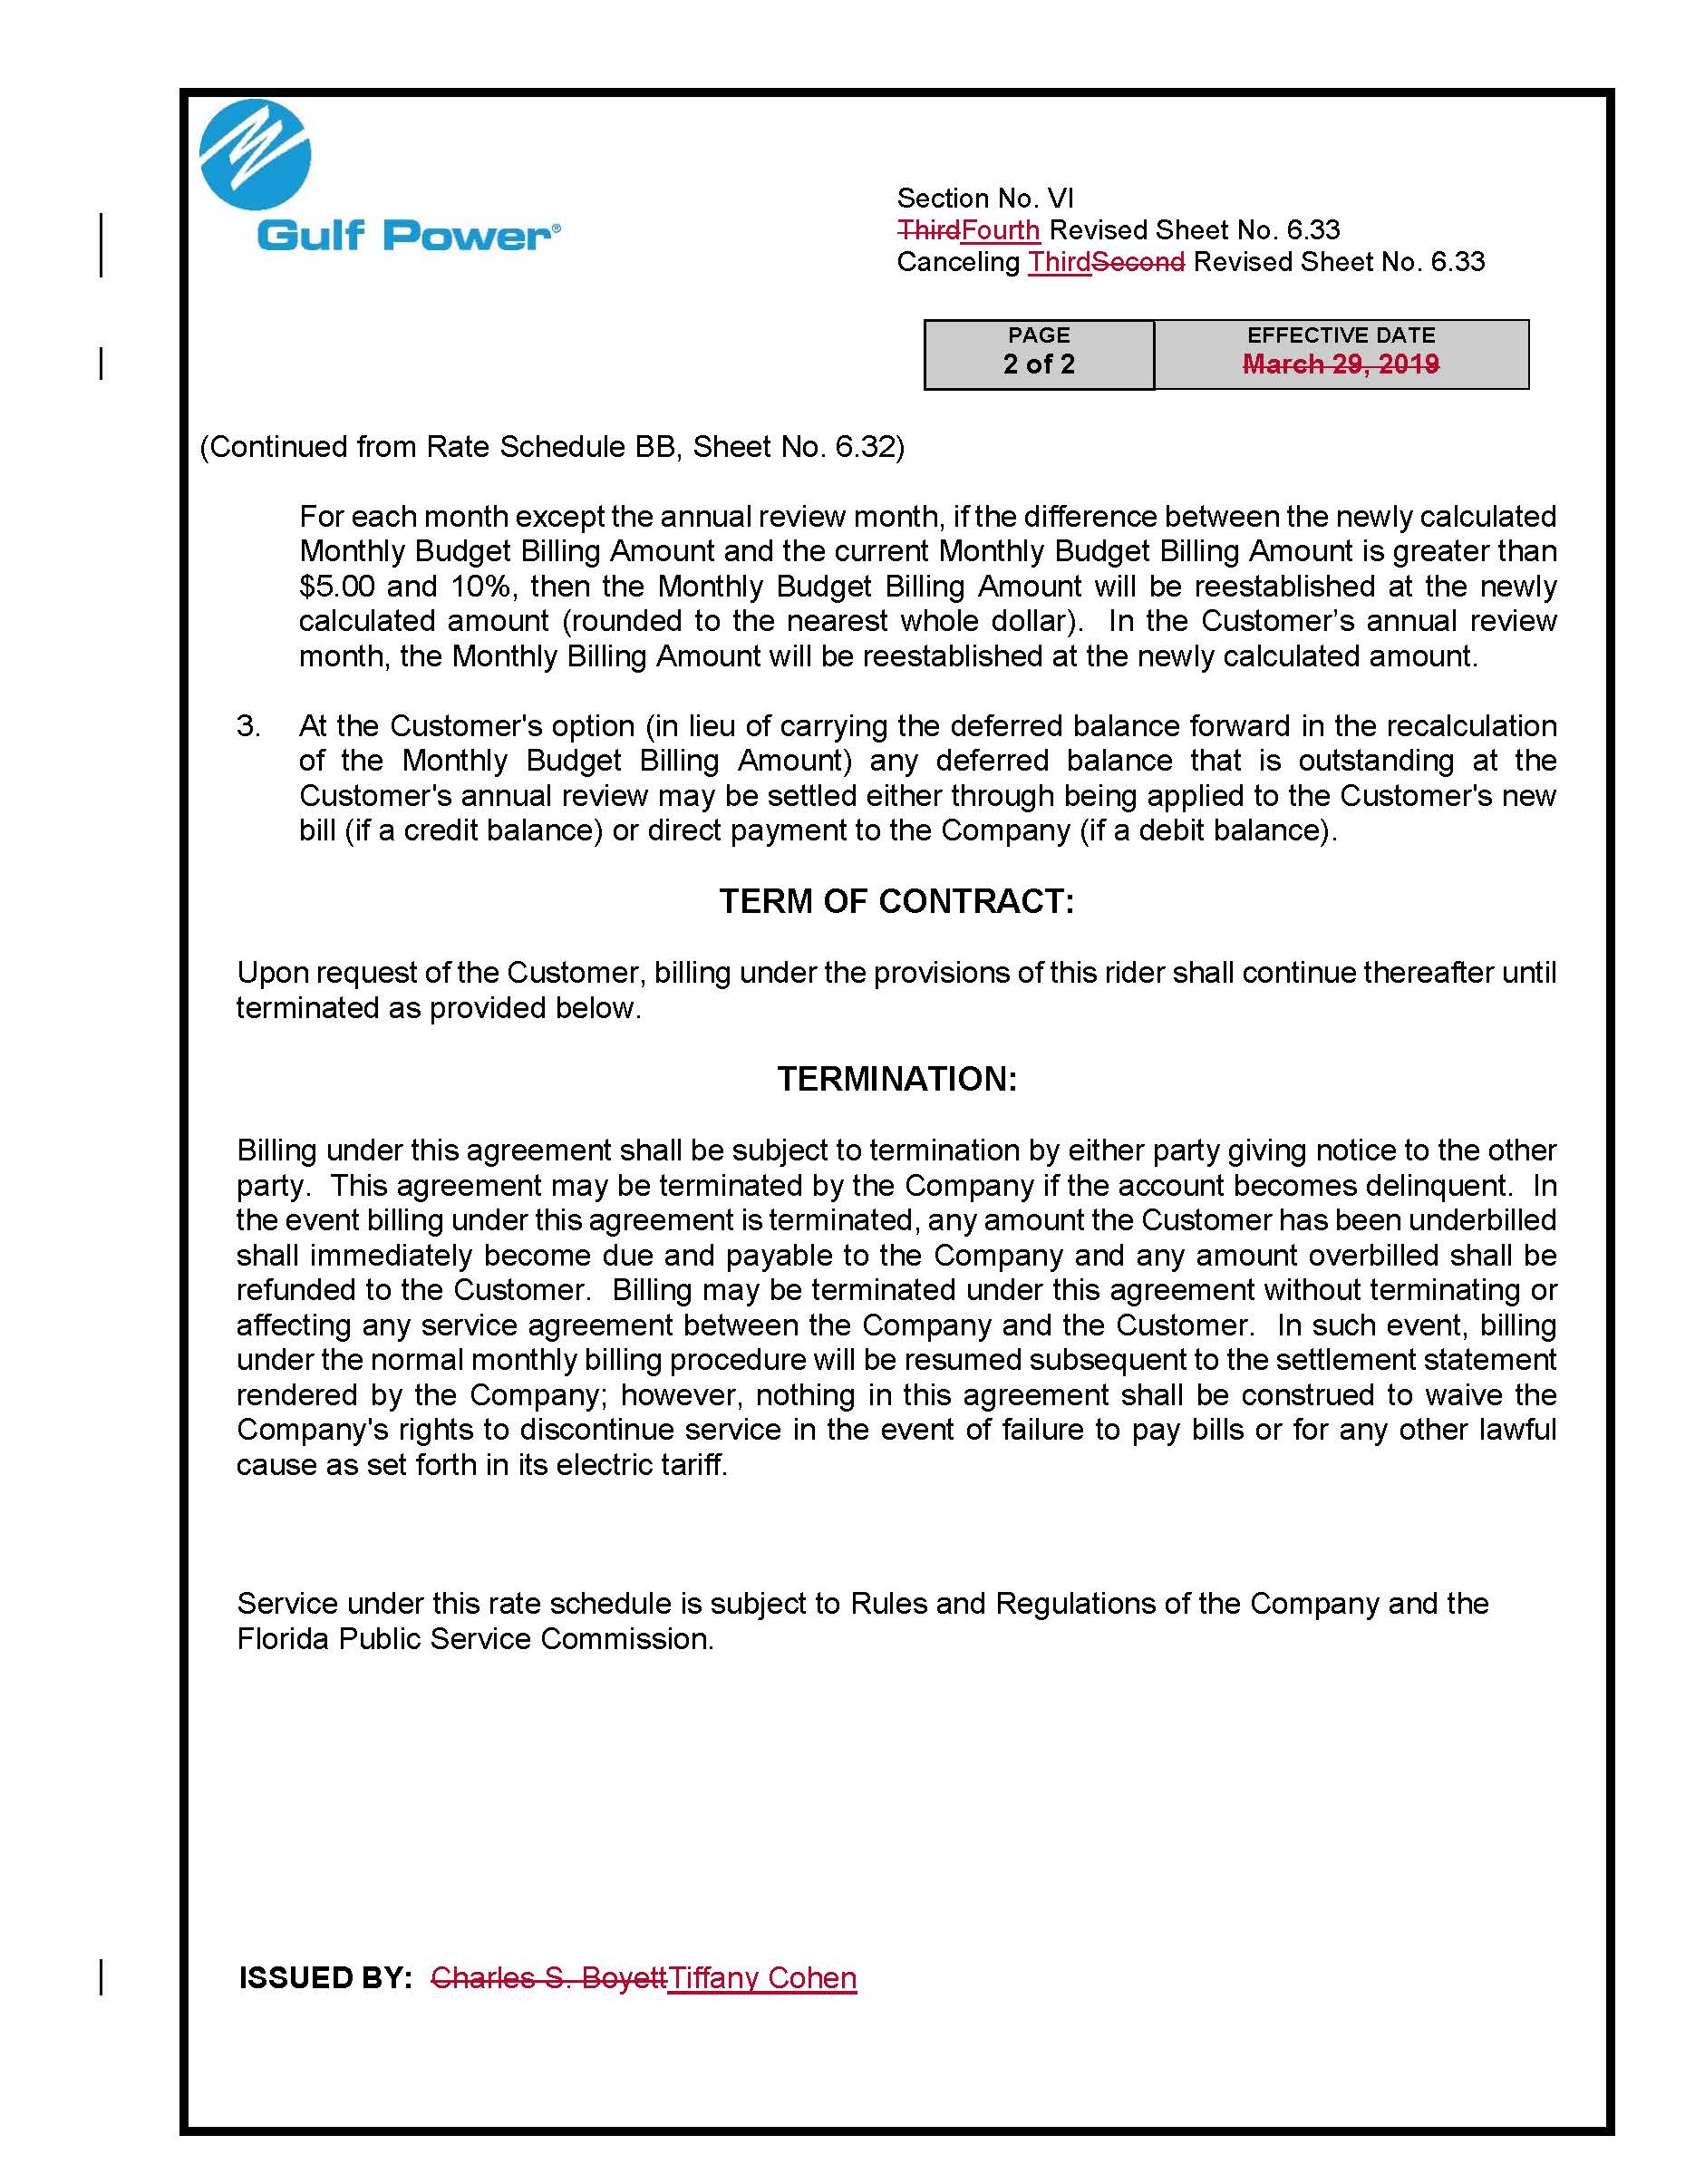 Gulf Power®
Section No. VI
ThirdFourth Revised Sheet No. 6.33
Canceling ThirdSecond Revised Sheet No. 6.33
PAGE
2 of 2
EFFECTIVE DATE
March 29, 2019
(Continued from Rate Schedule BB, Sheet No. 6.32)
For each month except the annual review month, if the difference between the newly calculated
Monthly Budget Billing Amount and the current Monthly Budget Billing Amount is greater than
$5.00 and 10%, then the Monthly Budget Billing Amount will be reestablished at the newly
calculated amount (rounded to the nearest whole dollar). In the Customer’s annual review
month, the Monthly Billing Amount will be reestablished at the newly calculated amount.
3. At the Customer's option (in lieu of carrying the deferred balance forward in the recalculation
of the Monthly Budget Billing Amount) any deferred balance that is outstanding at the
Customer's annual review may be settled either through being applied to the Customer's new
bill (if a credit balance) or direct payment to the Company (if a debit balance).
TERM OF CONTRACT:
Upon request of the Customer, billing under the provisions of this rider shall continue thereafter until
terminated as provided below.
TERMINATION:
Billing under this agreement shall be subject to termination by either party giving notice to the other
party. This agreement may be terminated by the Company if the account becomes delinquent. In
the event billing under this agreement is terminated, any amount the Customer has been underbilled
shall immediately become due and payable to the Company and any amount overbilled shall be
refunded to the Customer. Billing may be terminated under this agreement without terminating or
affecting any service agreement between the Company and the Customer. In such event, billing
under the normal monthly billing procedure will be resumed subsequent to the settlement statement
rendered by the Company; however, nothing in this agreement shall be construed to waive the
Company's rights to discontinue service in the event of failure to pay bills or for any other lawful
cause as set forth in its electric tariff.
Service under this rate schedule is subject to Rules and Regulations of the Company and the
Florida Public Service Commission.
ISSUED BY: Charles S. BoyettTiffany Cohen